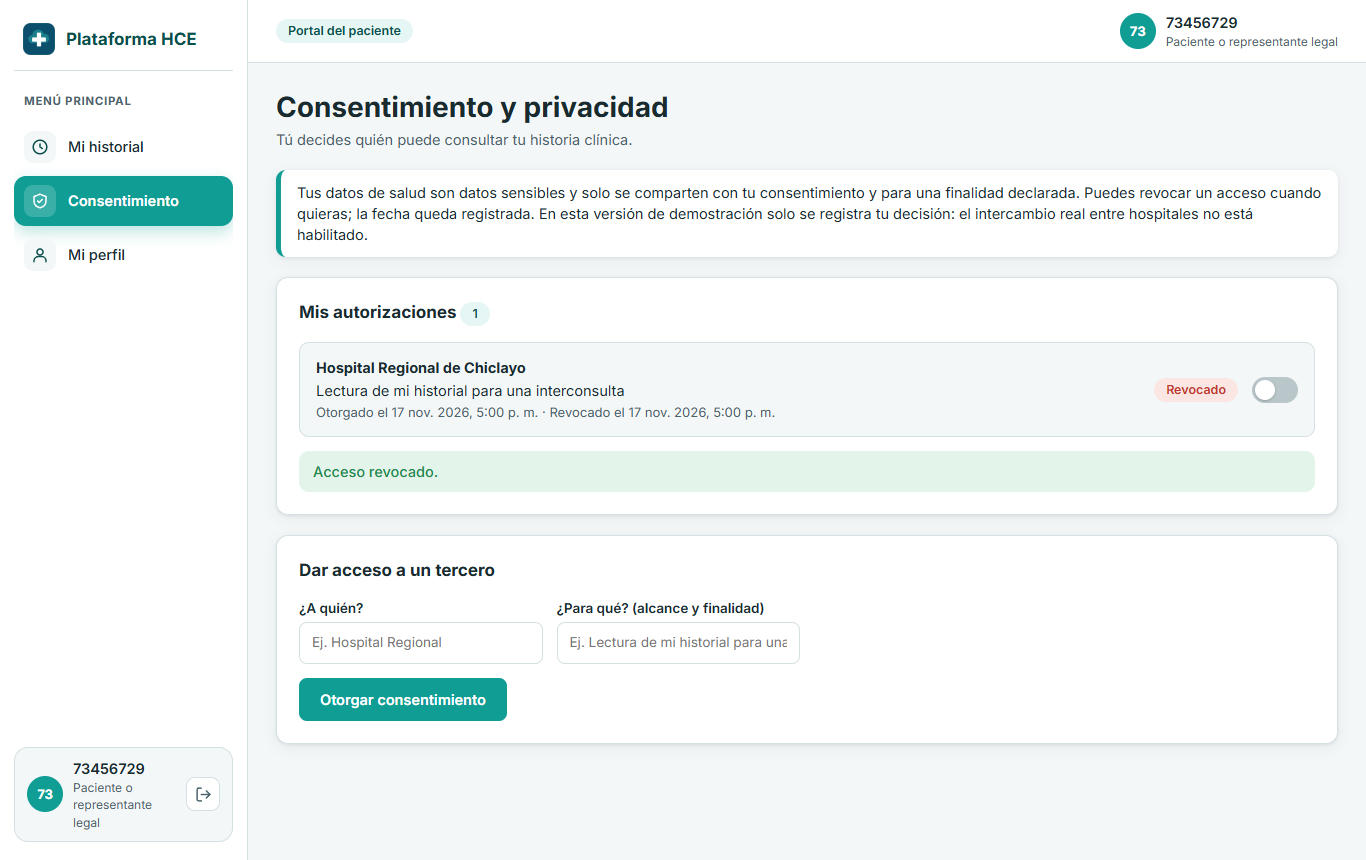 Plataforma HCE
MENÚ PRINCIPAL
Mi historial
Consentimiento
Mi perfil
73
73456729
Paciente o
representante
legal
Portal del paciente
73
73456729
Paciente o representante legal
Consentimiento y privacidad
Tú decides quién puede consultar tu historia clínica.
Tus datos de salud son datos sensibles y solo se comparten con tu consentimiento y para una finalidad declarada. Puedes revocar un acceso cuando
quieras; la fecha queda registrada. En esta versión de demostración solo se registra tu decisión: el intercambio real entre hospitales no está
habilitado.
Mis autorizaciones 1
Hospital Regional de Chiclayo
Lectura de mi historial para una interconsulta
Otorgado el 17 nov. 2026, 5:00 p. m. · Revocado el 17 nov. 2026, 5:00 p. m.
Revocado
Acceso revocado.
Dar acceso a un tercero
¿A quién?
Ej. Hospital Regional
¿Para qué? (alcance y finalidad)
Ej. Lectura de mi historial para una
Otorgar consentimiento